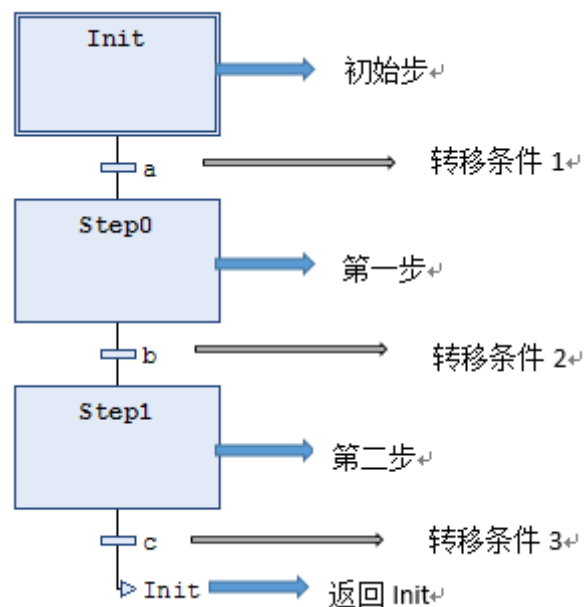 Init
初始步
a
转移条件 1
Step0
第一步
b
转移条件 2
Step1
第二步
c
转移条件 3
Init
返回 Init